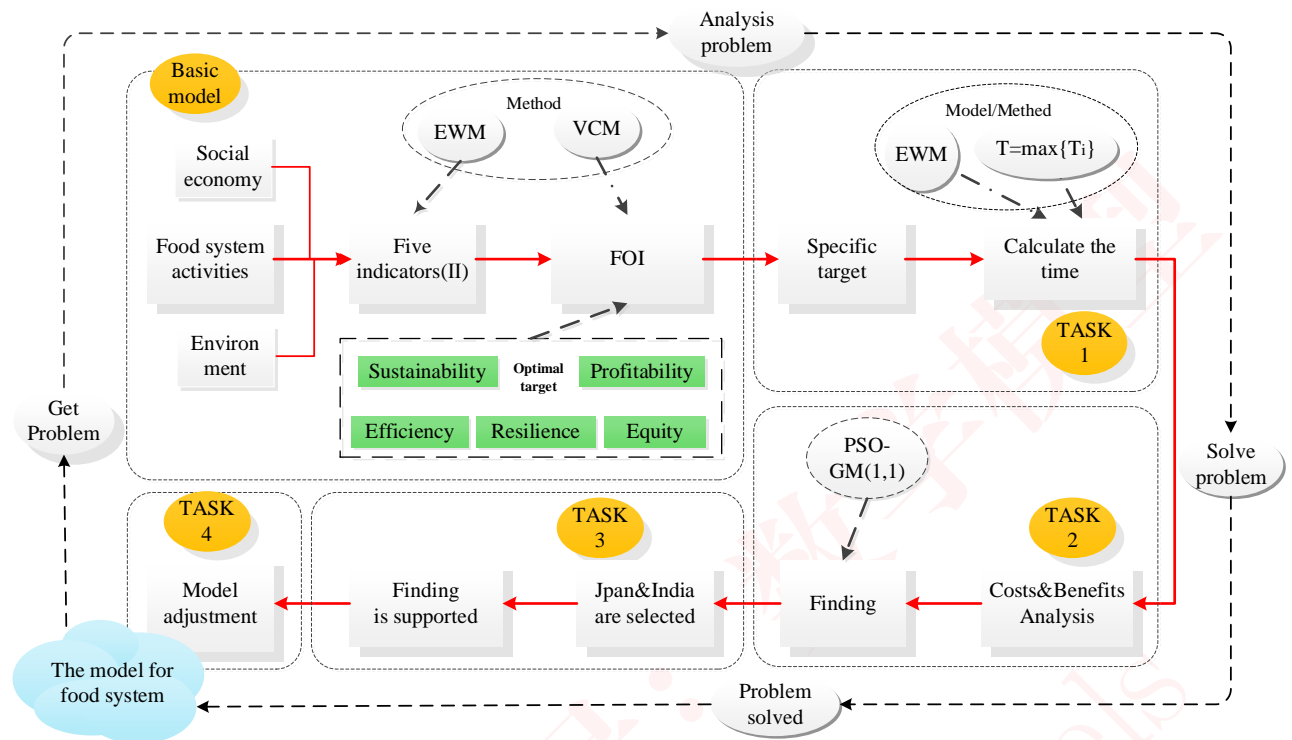 Analysis
problem
Basic
model
Method
EWM
VCM
Model/Methed
EWM
T=max{Ti}
Social
economy
Food system
activities
Environ
ment
Five
indicators(II)
FOI
Specific
target
Calculate the
time
TASK
1
Sustainability
Optimal
target
Profitability
Efficiency
Resilience
Equity
Get
Problem
Solve
problem
PSO-
GM(1,1)
TASK
4
TASK
3
TASK
2
Model
adjustment
Finding
is supported
Jpan&India
are selected
Finding
Costs&Benefits
Analysis
The model for
food system
Problem
solved